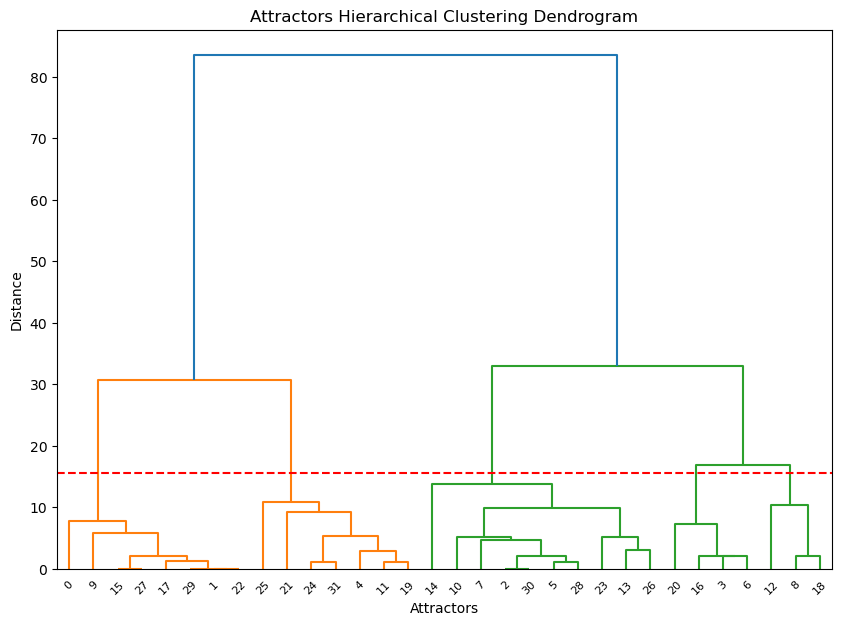 Attractors Hierarchical Clustering Dendrogram
Distance
80
70
60
50
40
30
20
10
0
0 9 15 27 17 29 1 22 25 21 24 31 4 11 19 14 10 7 2 30 5 28 23 13 26 20 16 3 6 12 8 18
Attractors